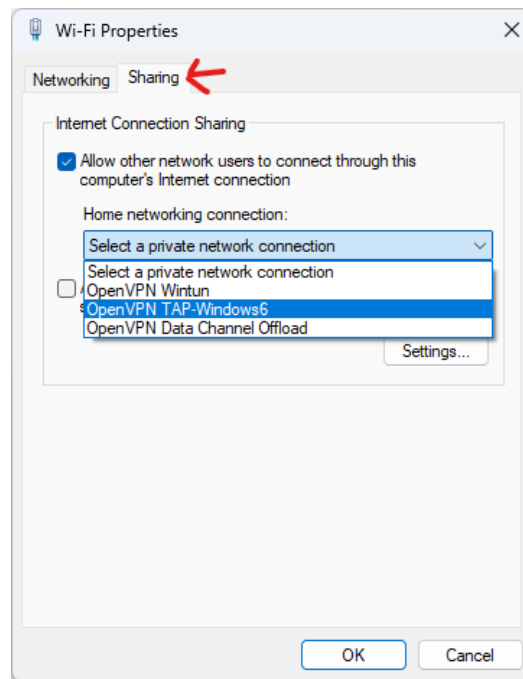 Wi-Fi Properties
Networking
Sharing
Internet Connection Sharing
Allow other network users to connect through this
computer's Internet connection
Home networking connection:
Select a private network connection
Select a private network connection
OpenVPN Wintun
OpenVPN TAP-Windows6
OpenVPN Data Channel Offload
Settings...
OK
Cancel